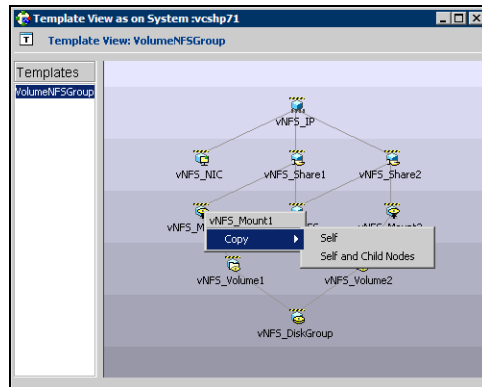 Template View as on System :vcshp71
T Template View: VolumeNFSGroup
Templates
VolumeNFSGroup
vNFS_IP
vNFS_NIC vNFS_Share1 vNFS_Share2
vNFS_Mount1
Copy
Self
Self and Child Nodes
vNFS_Volume1 vNFS_Volume2
vNFS_DiskGroup